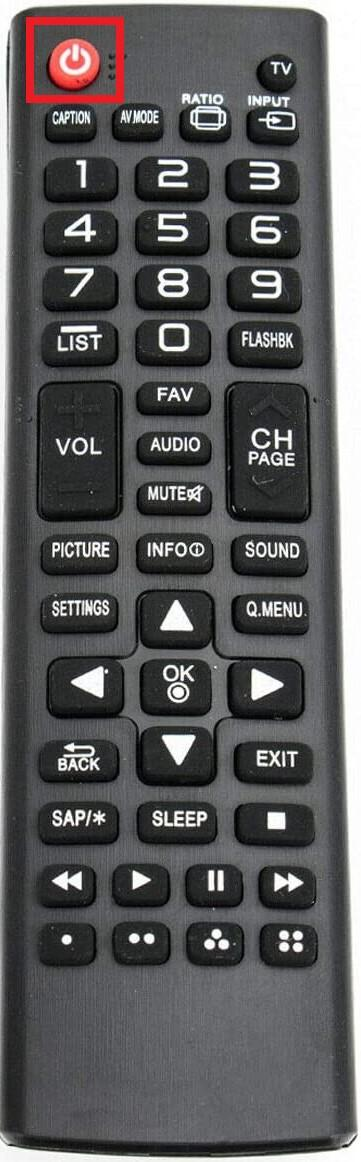 TV
RATIO INPUT
CAPTION AV.MODE
1 2 3
4 5 6
7 8 9
LIST 0 FLASHBK
FAV
VOL AUDIO CH
PAGE
MUTE
PICTURE INFO SOUND
SETTINGS Q.MENU
OK
BACK EXIT
SAP/* SLEEP